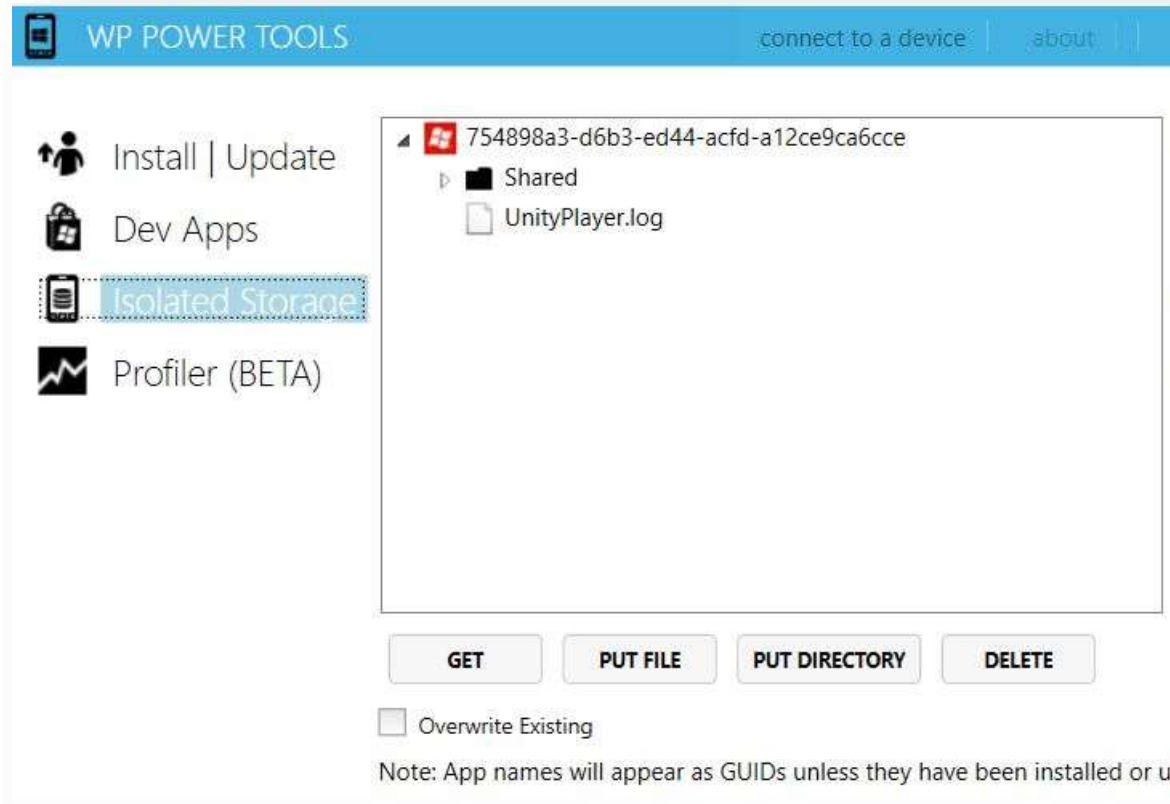 WP POWER TOOLS
connect to a device
about
Install | Update
Dev Apps
Isolated Storage
Profiler (BETA)
754898a3-d6b3-ed44-acfd-a12ce9ca6cce
Shared
UnityPlayer.log
GET
PUT FILE
PUT DIRECTORY
DELETE
Overwrite Existing
Note: App names will appear as GUIDs unless they have been installed or u